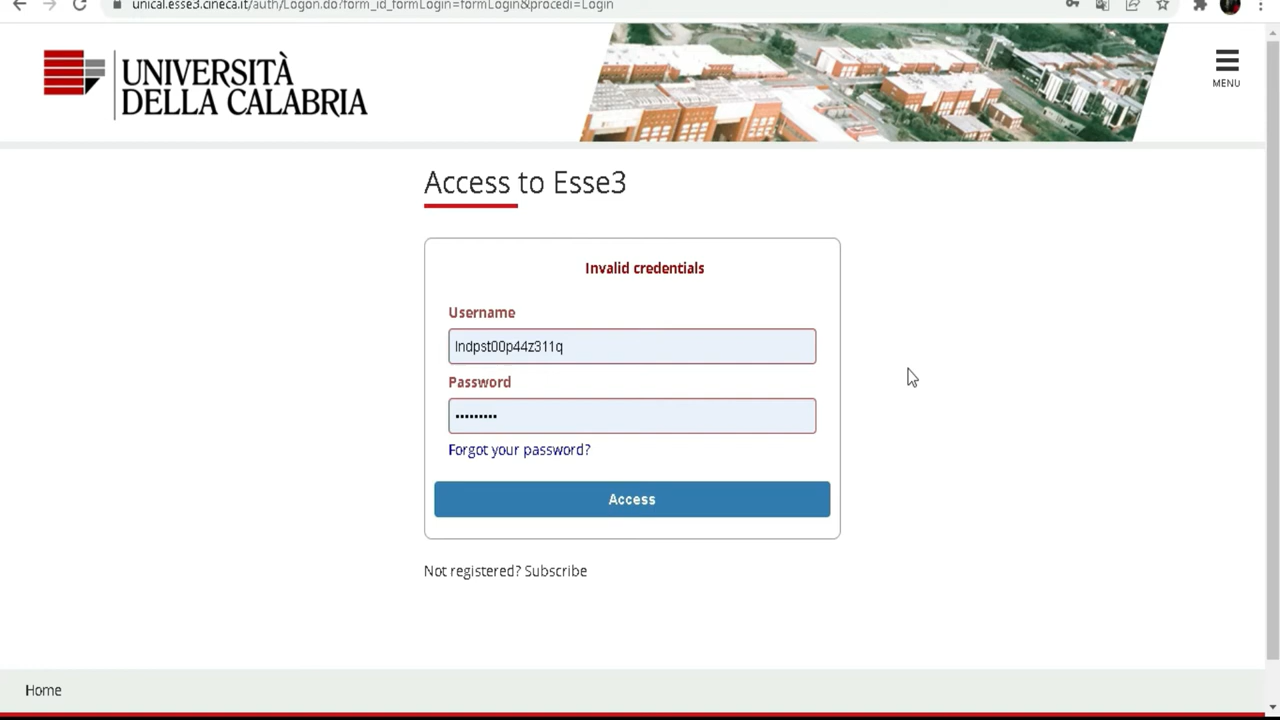 unical.esse3.cineca.it/auth/Logon.do?form_id_formLogin=formLogin&procedi=Login
UNIVERSITÀ
DELLA CALABRIA
MENU
Access to Esse3
Invalid credentials
Username
lndpst00p44z311q
Password
•••••••••
Forgot your password?
Access
Not registered? Subscribe
Home